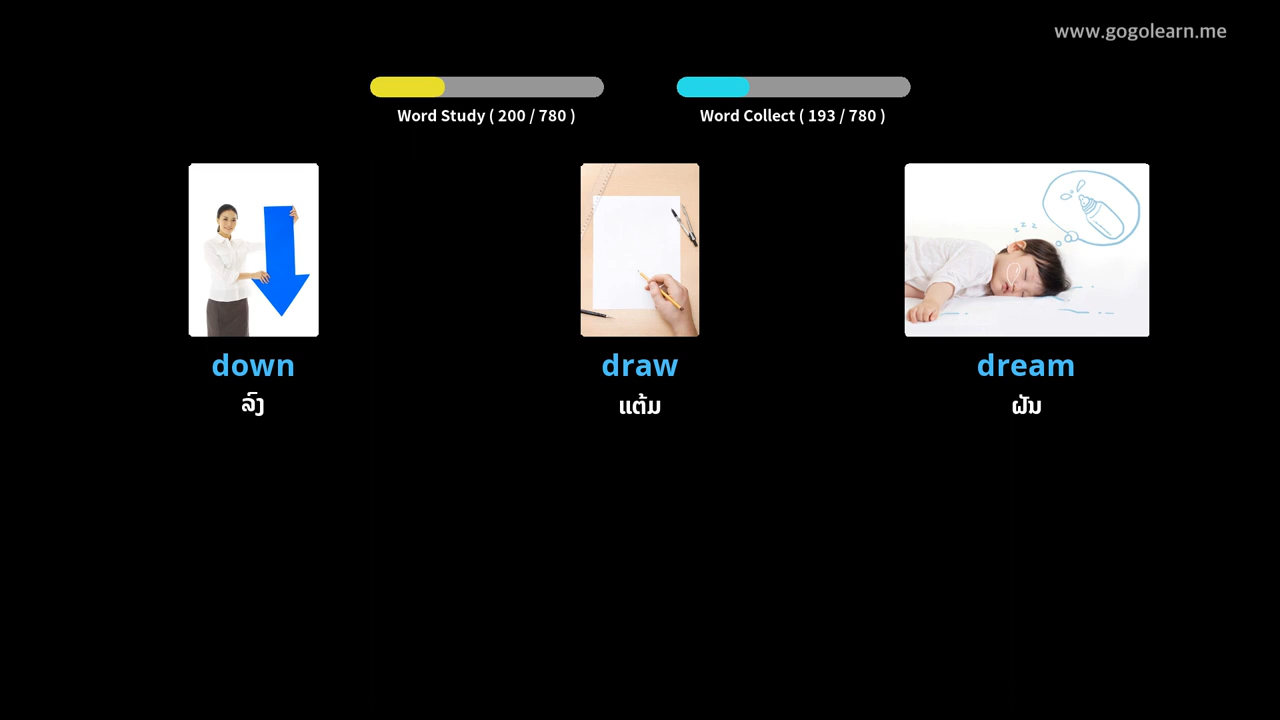 www.gogolearn.me
Word Study ( 200 / 780 )
Word Collect ( 193 / 780 )
down
draw
dream
ລົງ
ແຕ້ມ
ຝັນ